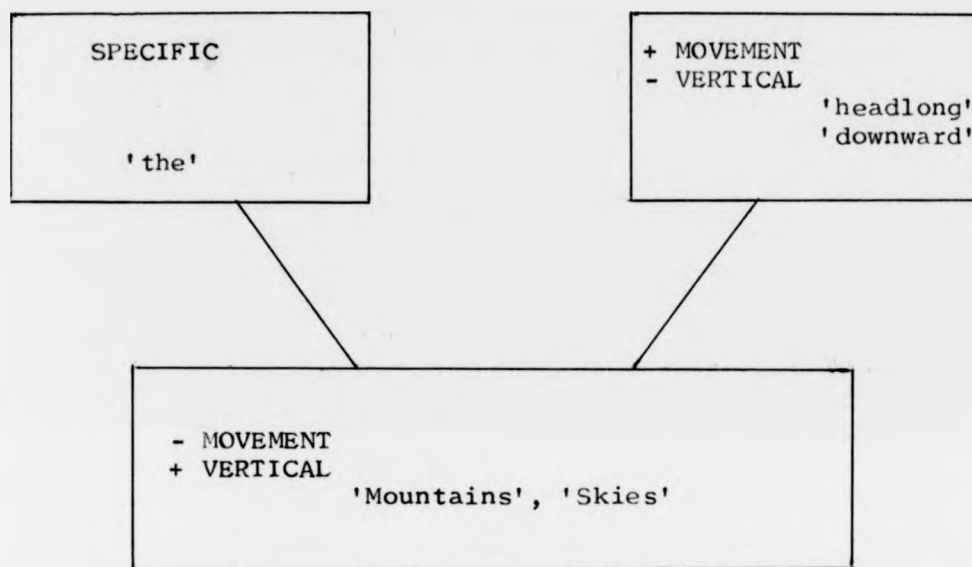 SPECIFIC
'the'
+ MOVEMENT
- VERTICAL
'headlong'
'downward'
- MOVEMENT
+ VERTICAL
'Mountains', 'Skies'